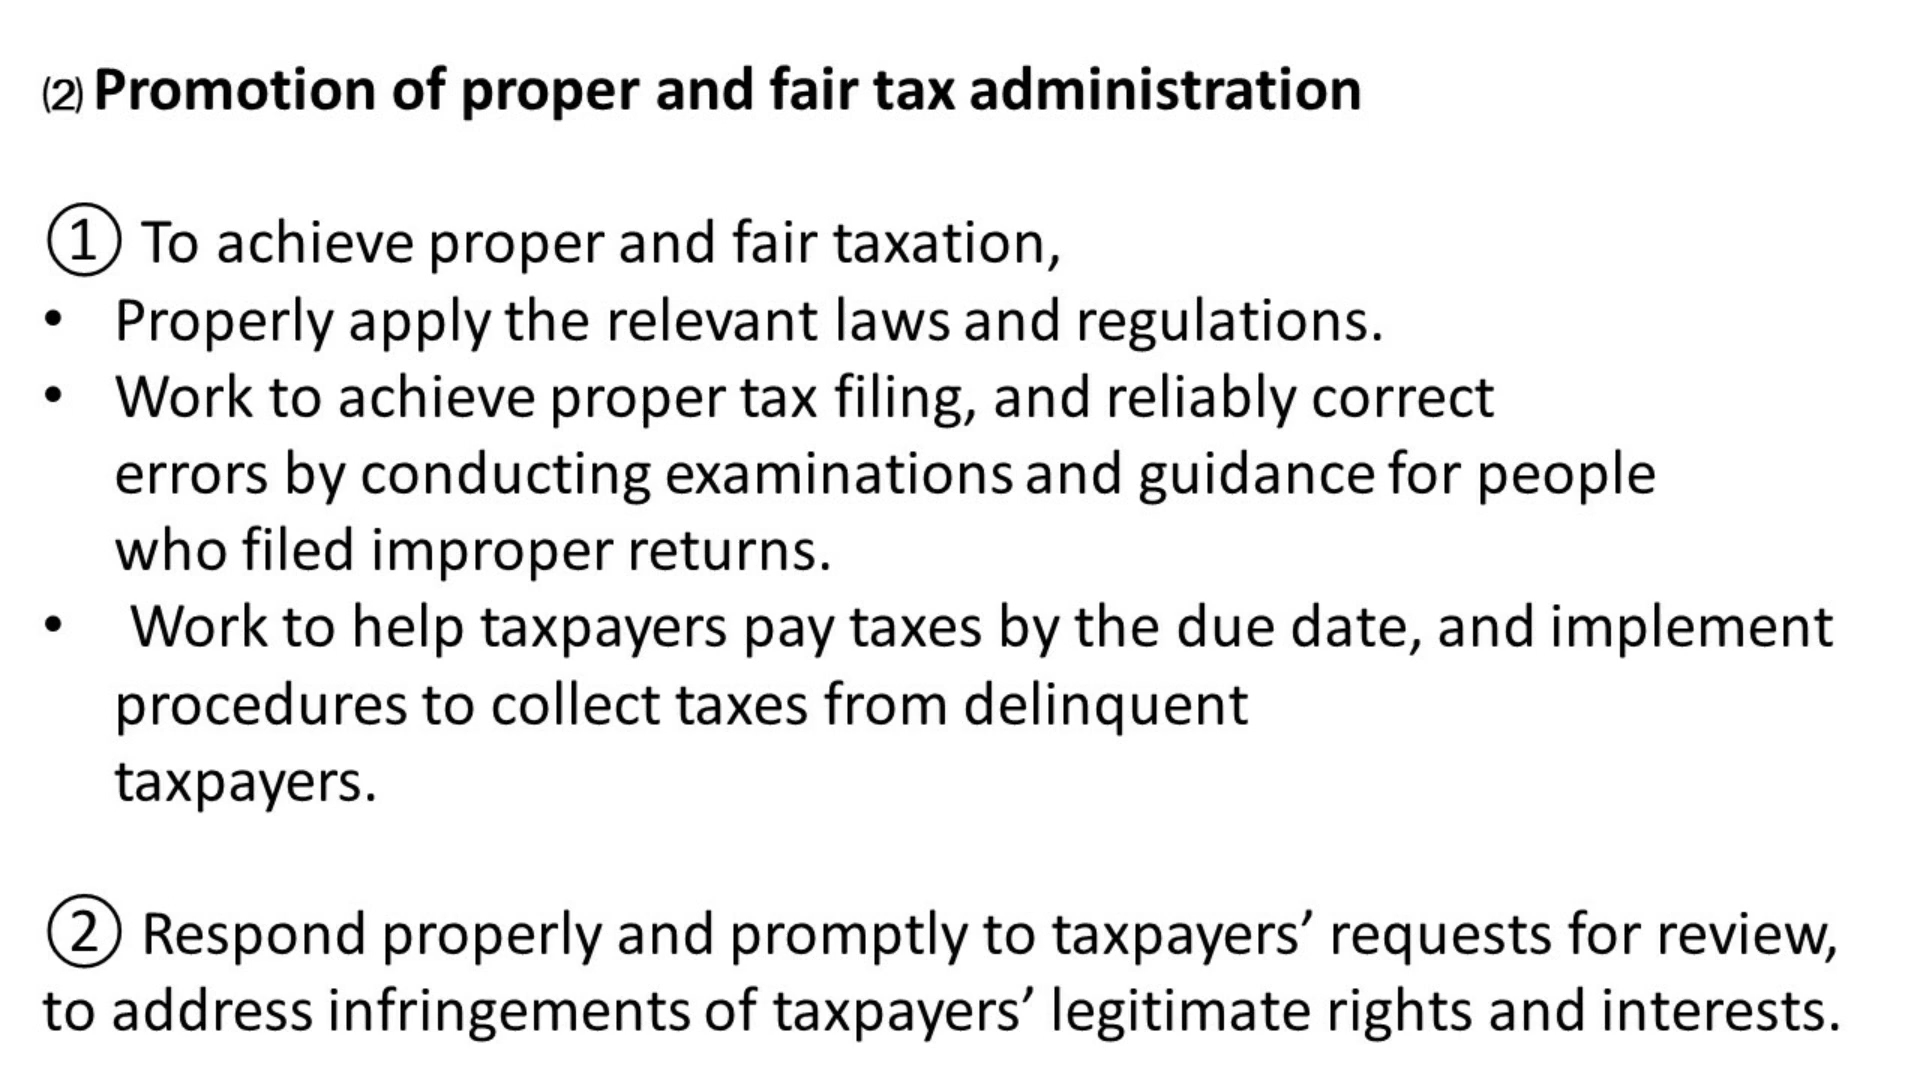 ⑵ Promotion of proper and fair tax administration
① To achieve proper and fair taxation,
• Properly apply the relevant laws and regulations.
• Work to achieve proper tax filing, and reliably correct
errors by conducting examinations and guidance for people
who filed improper returns.
• Work to help taxpayers pay taxes by the due date, and implement
procedures to collect taxes from delinquent
taxpayers.
② Respond properly and promptly to taxpayers’ requests for review,
to address infringements of taxpayers’ legitimate rights and interests.